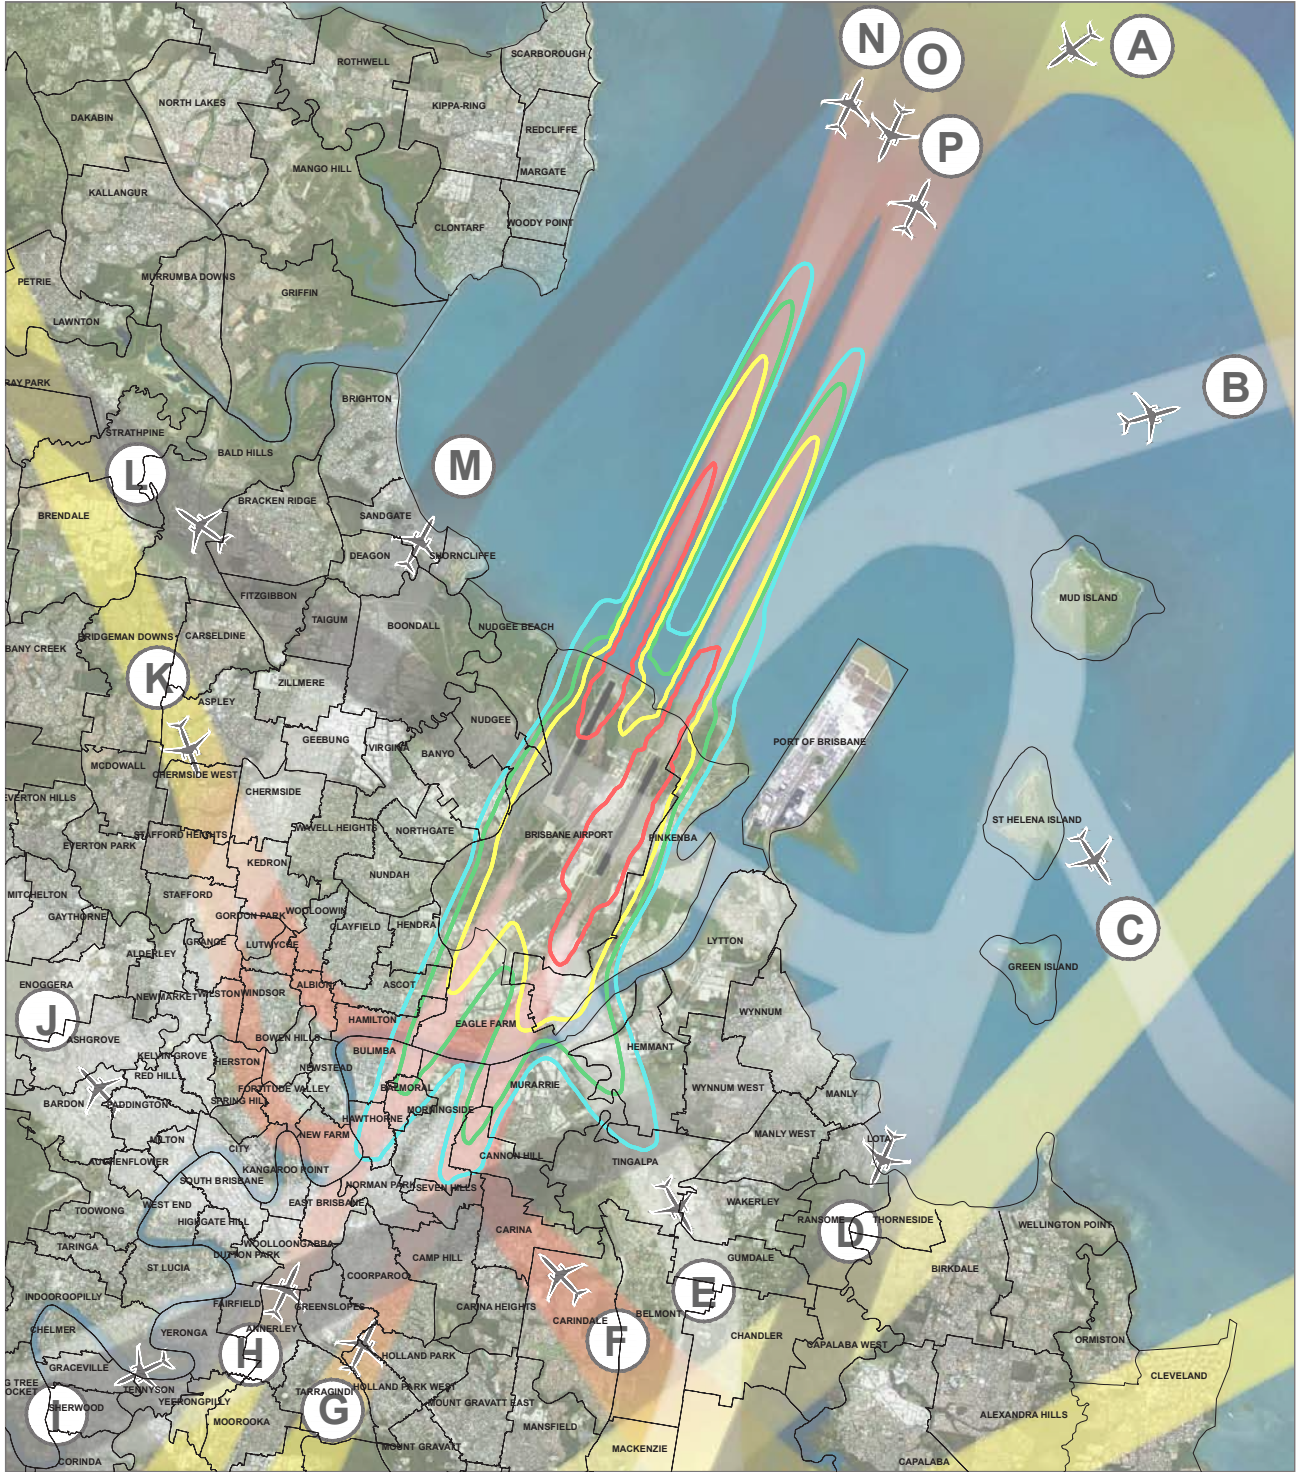 N
O
A
P
SCARBOROUGH
ROTHWELL
NORTH LAKES
KIPPA-RING
DAKABIN
REDCLIFFE
MANGO HILL
MARGATE
KALLANGUR
WOODY POINT
CLONTARF
MURRUMBA DOWNS
PETRIE
GRIFFIN
LAWNTON
B
RAY PARK
BRIGHTON
STRATHPINE
BALD HILLS
L
M
BRACKEN RIDGE
BRENDALE
SANDGATE
DEAGON
SHORNCLIFFE
FITZGIBBON
MUD ISLAND
TAIGUM
BOONDALL
NUDGEE BEACH
BRIDGEMAN DOWNS
CARSELDINE
BANY CREEK
K
ZILLMERE
ASPLEY
NUDGEE
GEEBUNG
VIRGINIA
BANYO
PORT OF BRISBANE
MCDOWALL
CHERMSIDE WEST
CHERMSIDE
EVERTON HILLS
ST HELENA ISLAND
STAFFORD HEIGHTS
WAVELL HEIGHTS
NORTHGATE
BRISBANE AIRPORT
PINKENBA
EVERTON PARK
KEDRON
NUNDAH
MITCHELTON
STAFFORD
GAYTHORNE
GORDON PARK
WOOLOOWIN
CLAYFIELD
HENDRA
C
GRANGE
LUTWYCHE
LYTTON
ALDERLEY
GREEN ISLAND
ENOGGERA
ALBION
ASCOT
NEWMARKET
WILSTON
WINDSOR
WYNNUM
J
HAMILTON
EAGLE FARM
ASHGROVE
BOWEN HILLS
HEMMANT
BULIMBA
KELVIN GROVE
HERSTON
NEWSTEAD
RED HILL
FORTITUDE VALLEY
BALMORAL
MURARRIE
WYNNUM WEST
MANLY
BARDON
PADDINGTON
SPRING HILL
MORNINGSIDE
HAWTHORNE
NEW FARM
MANLY WEST
LOTA
MILTON
CITY
CANNON HILL
TINGALPA
AUCHENFLOWER
KANGAROO POINT
SOUTH BRISBANE
NORMAN PARK
SEVEN HILLS
WEST END
EAST BRISBANE
WAKERLEY
TOOWONG
HIGHGATE HILL
RANSOME
D
THORNESIDE
WELLINGTON POINT
CARINA
WOOLLOONGABBA
TARINGA
DUTTON PARK
CAMP HILL
GUMDALE
ST LUCIA
COORPAROO
BIRKDALE
INDOOROOPILLY
E
FAIRFIELD
GREENSLOPES
CARINA HEIGHTS
BELMONT
CARINDALE
CHELMER
YERONGA
ANNERLEY
F
CHANDLER
ORMISTON
CAPALABA WEST
H
HOLLAND PARK
GRACEVILLE
CLEVELAND
G TREE
OCKET
TENNYSON
HOLLAND PARK WEST
TARRAGINDI
YEERONGPILLY
MOUNT GRAVATT EAST
I
SHERWOOD
G
ALEXANDRA HILLS
MOOROOKA
MANSFIELD
MOUNT GRAVATT
MACKENZIE
CORINDA
CAPALABA